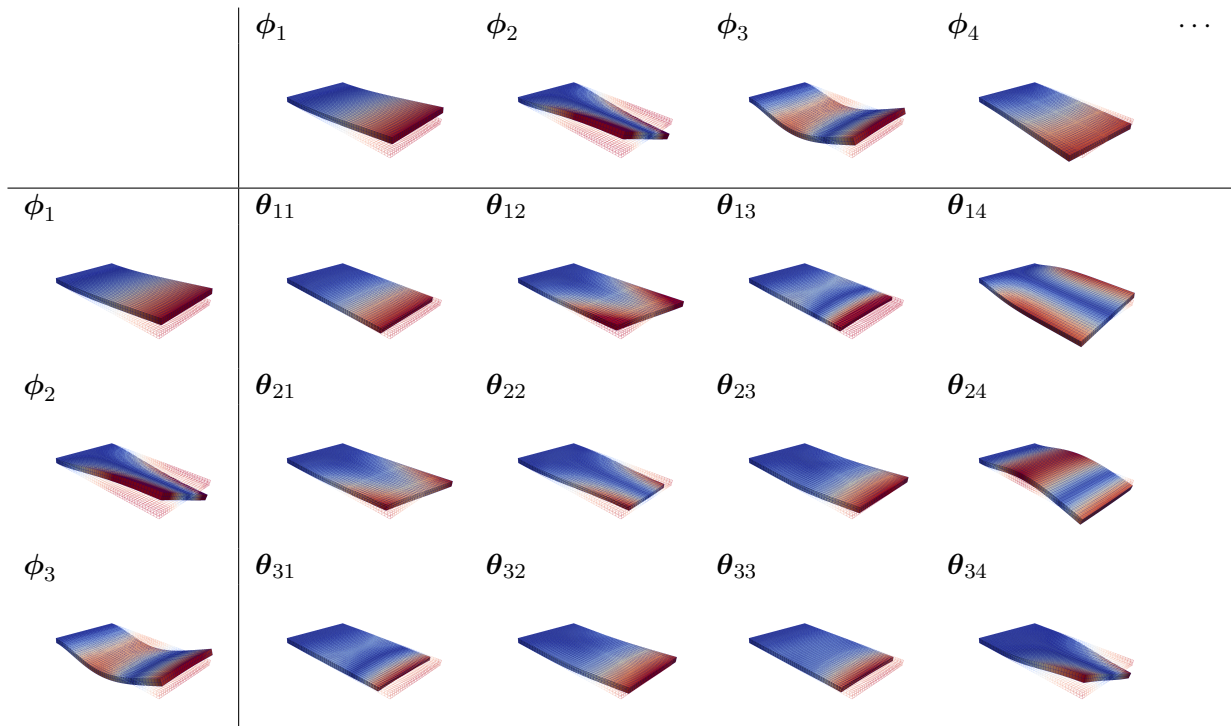 ϕ₁ ϕ₂ ϕ₃ ϕ₄ ⋯
ϕ₁ θ₁₁ θ₁₂ θ₁₃ θ₁₄
ϕ₂ θ₂₁ θ₂₂ θ₂₃ θ₂₄
ϕ₃ θ₃₁ θ₃₂ θ₃₃ θ₃₄